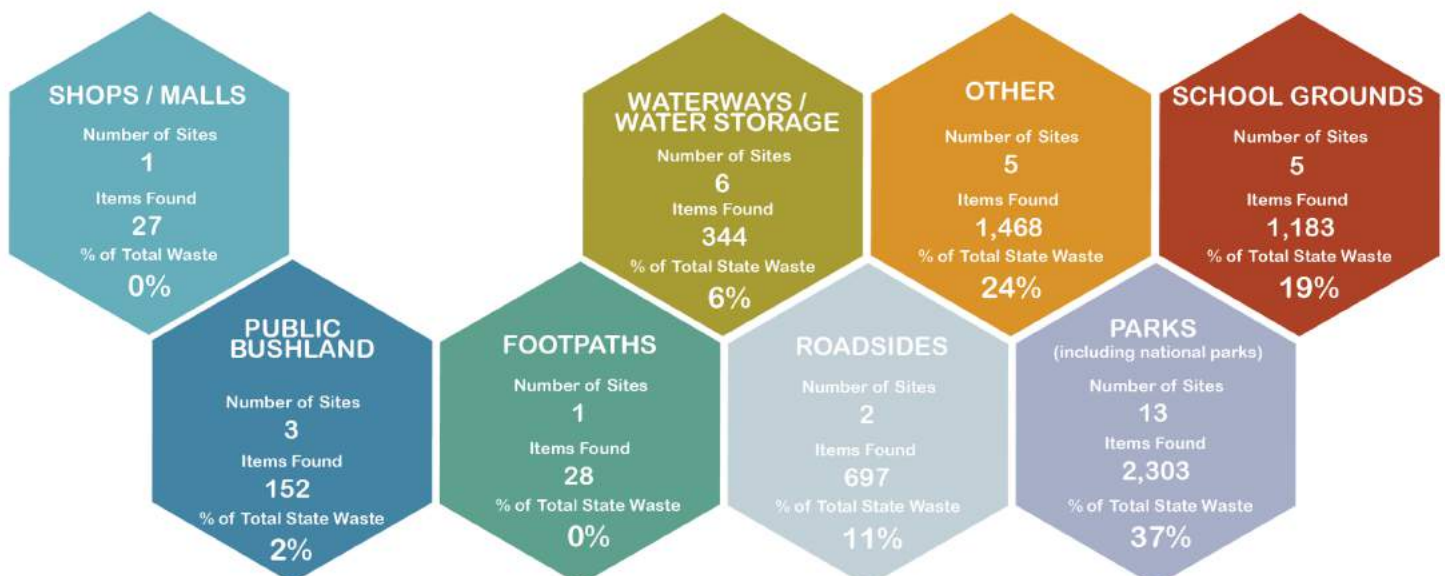 SHOPS / MALLS
Number of Sites
1
Items Found
27
% of Total Waste
0%
PUBLIC
BUSHLAND
Number of Sites
3
Items Found
152
% of Total State Waste
2%
FOOTPATHS
Number of Sites
1
Items Found
28
% of Total State Waste
0%
WATERWAYS /
WATER STORAGE
Number of Sites
6
Items Found
344
% of Total State Waste
6%
ROADSIDES
Number of Sites
2
Items Found
697
% of Total State Waste
11%
OTHER
Number of Sites
5
Items Found
1,468
% of Total State Waste
24%
PARKS
(including national parks)
Number of Sites
13
Items Found
2,303
% of Total State Waste
37%
SCHOOL GROUNDS
Number of Sites
5
Items Found
1,183
% of Total State Waste
19%